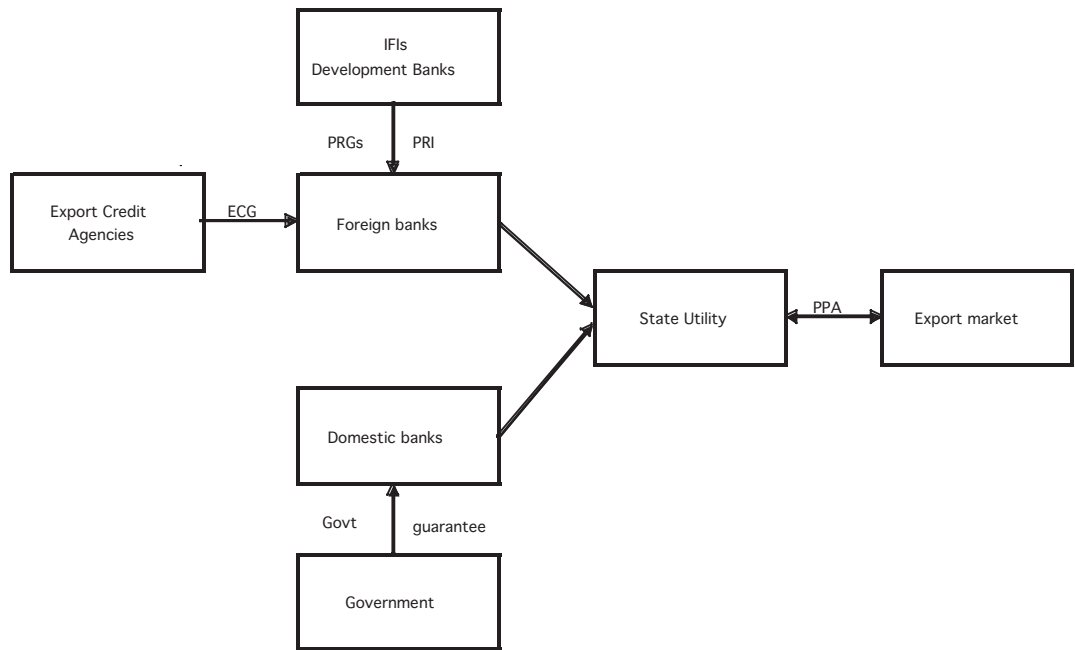 IFIs
Development Banks
PRGs PRI
Export Credit
Agencies
ECG
Foreign banks
State Utility
PPA
Export market
Domestic banks
Govt guarantee
Government